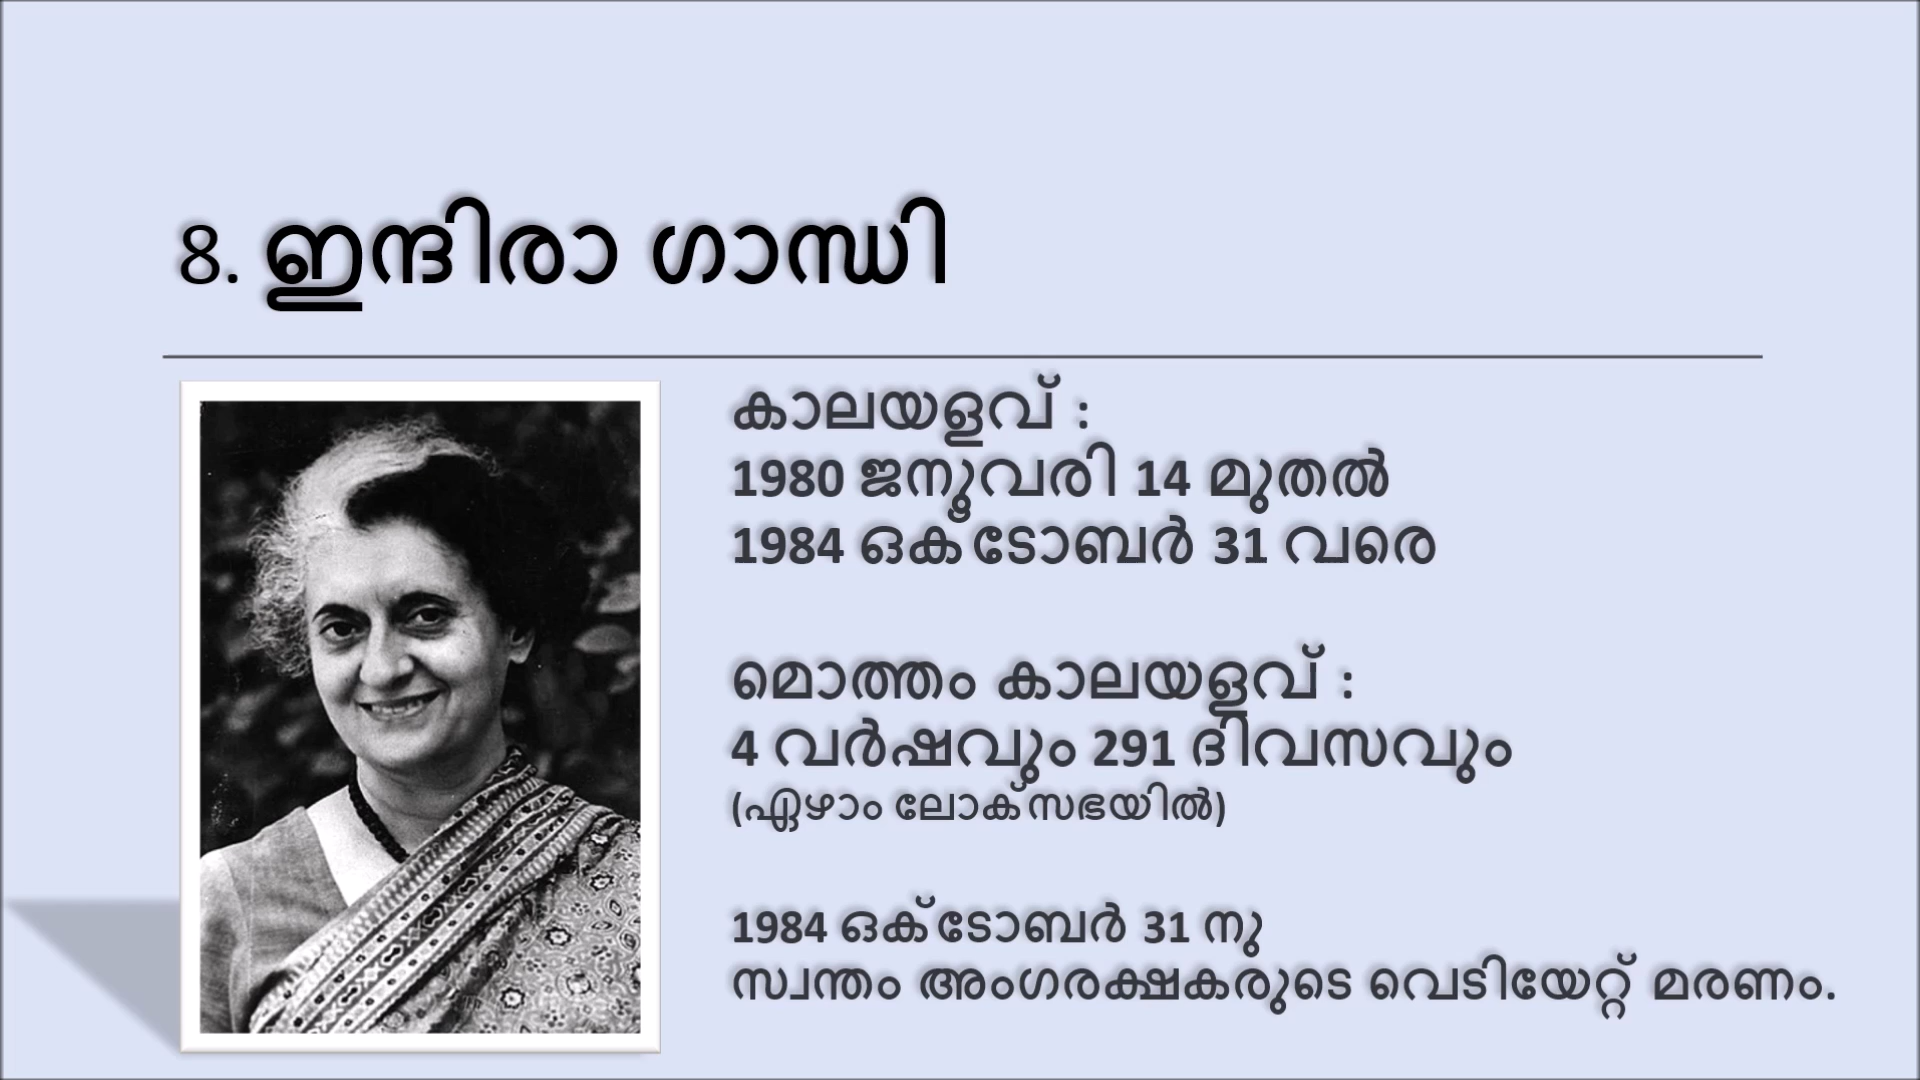 8. ഇന്ദിരാ ഗാന്ധി
കാലയളവ് :
1980 ജനുവരി 14 മുതൽ
1984 ഒക്ടോബർ 31 വരെ
മൊത്തം കാലയളവ് :
4 വർഷവും 291 ദിവസവും
(ഏഴാം ലോക്സഭയിൽ)
1984 ഒക്ടോബർ 31 നു
സ്വന്തം അംഗരക്ഷകരുടെ വെടിയേറ്റ് മരണം.